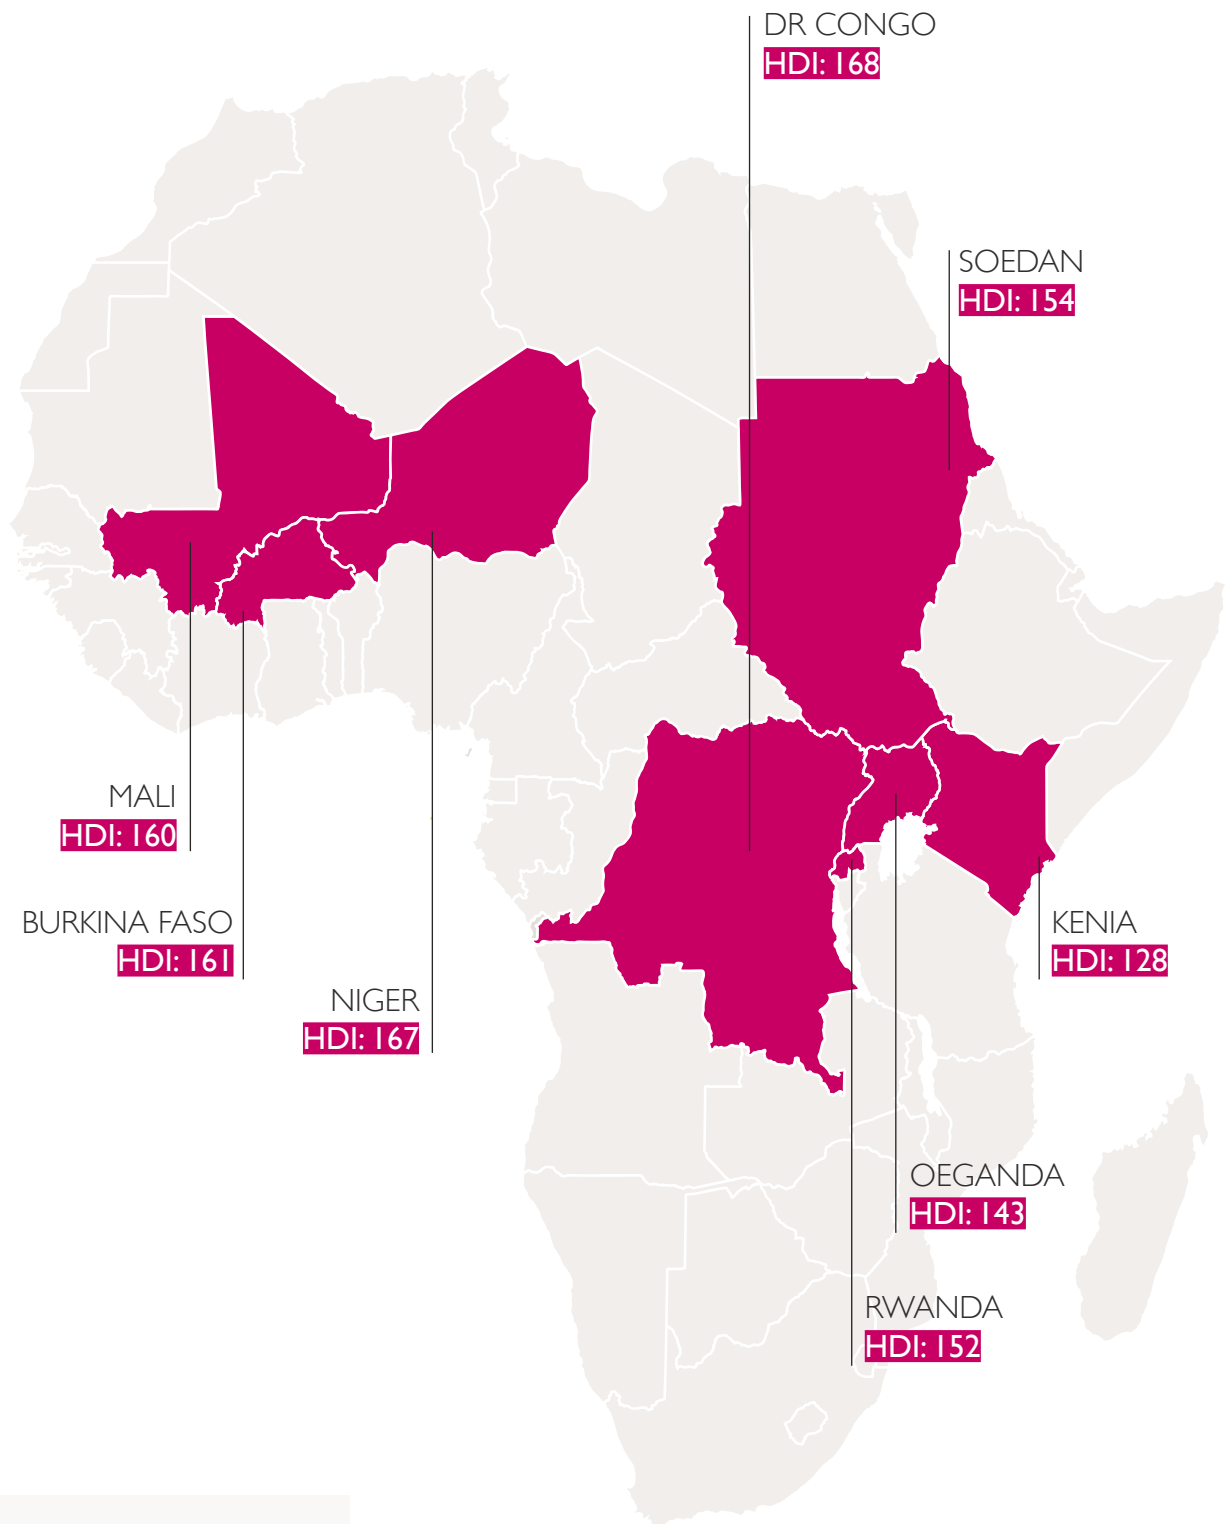 DR CONGO
HDI: 168
SOEDAN
HDI: 154
MALI
HDI: 160
BURKINA FASO
HDI: 161
KENIA
HDI: 128
NIGER
HDI: 167
OEGANDA
HDI: 143
RWANDA
HDI: 152